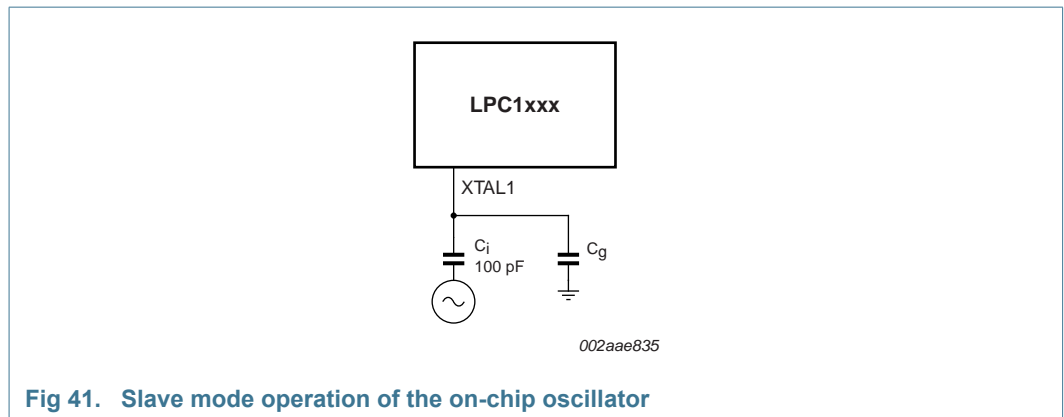 LPC1xxx
XTAL1
Ci
100 pF
Cg
002aae835
Fig 41. Slave mode operation of the on-chip oscillator